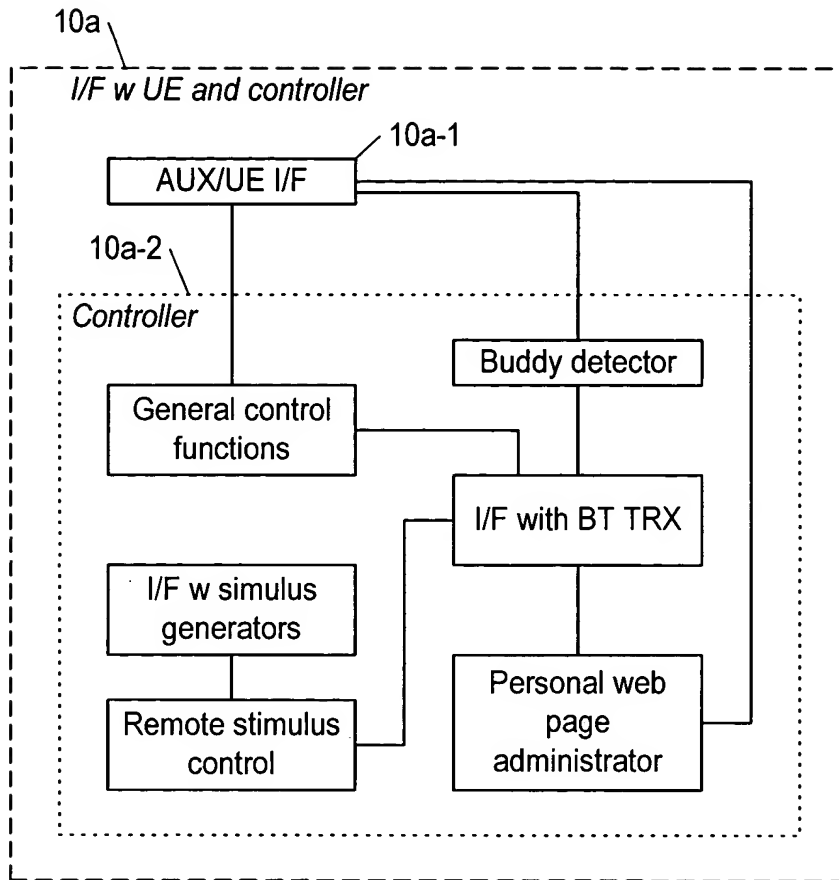 10a
I/F w UE and controller
10a-1
AUX/UE I/F
10a-2
Controller
Buddy detector
General control
functions
I/F with BT TRX
I/F w simulus
generators
Personal web
page
administrator
Remote stimulus
control